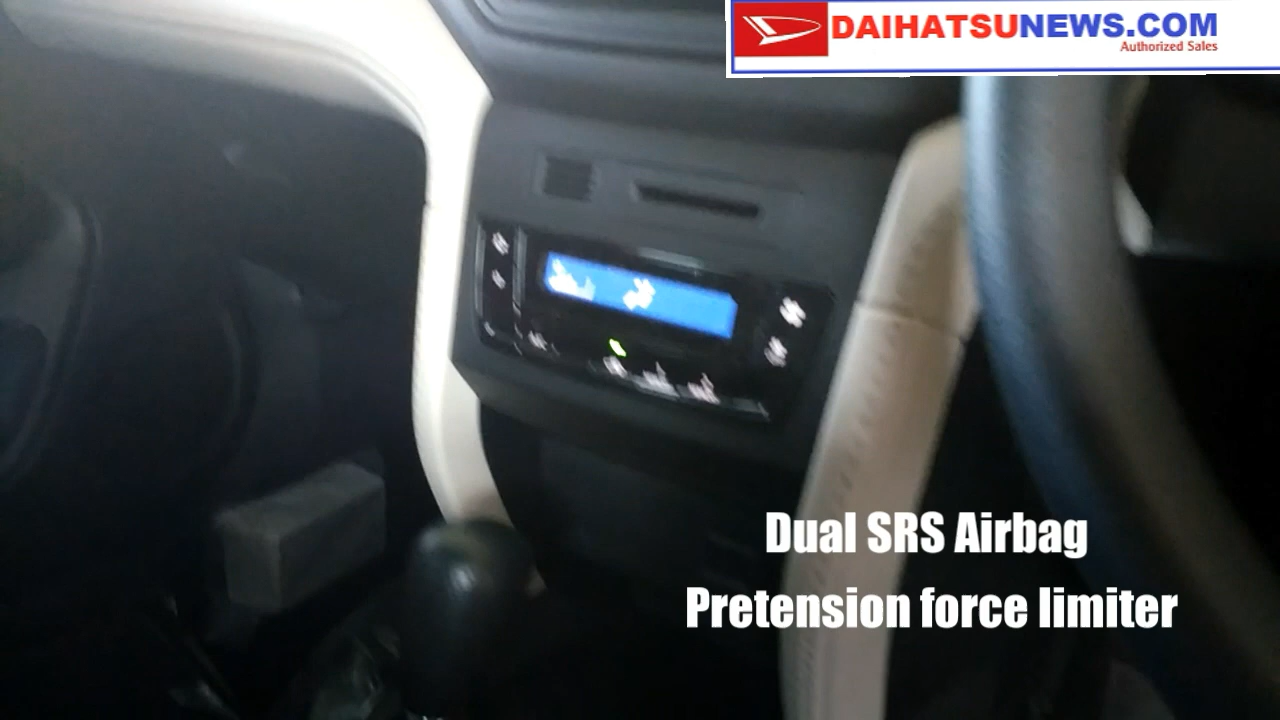 DAIHATSUNEWS.COM
Authorized Sales
Dual SRS Airbag
Pretension force limiter